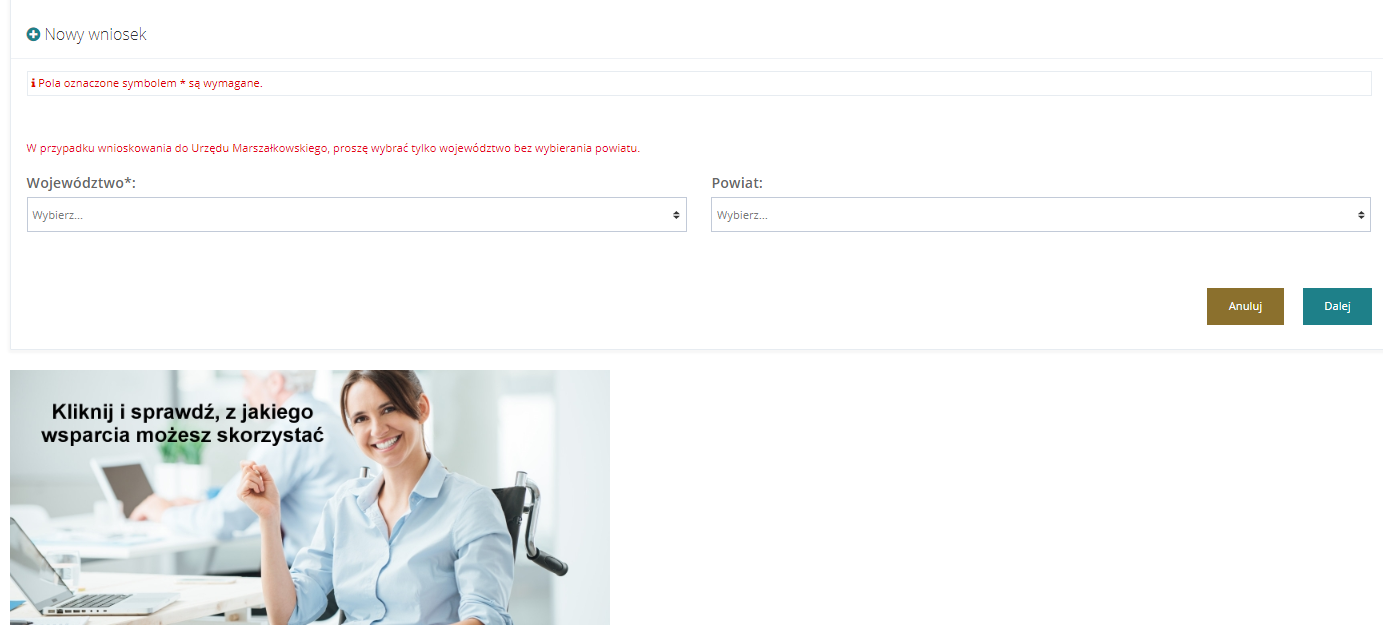 Nowy wniosek
Pola oznaczone symbolem * są wymagane.
W przypadku wnioskowania do Urzędu Marszałkowskiego, proszę wybrać tylko województwo bez wybierania powiatu.
Województwo*: Powiat:
Wybierz... Wybierz...
Anuluj Dalej
Kliknij i sprawdź, z jakiego
wsparcia możesz skorzystać